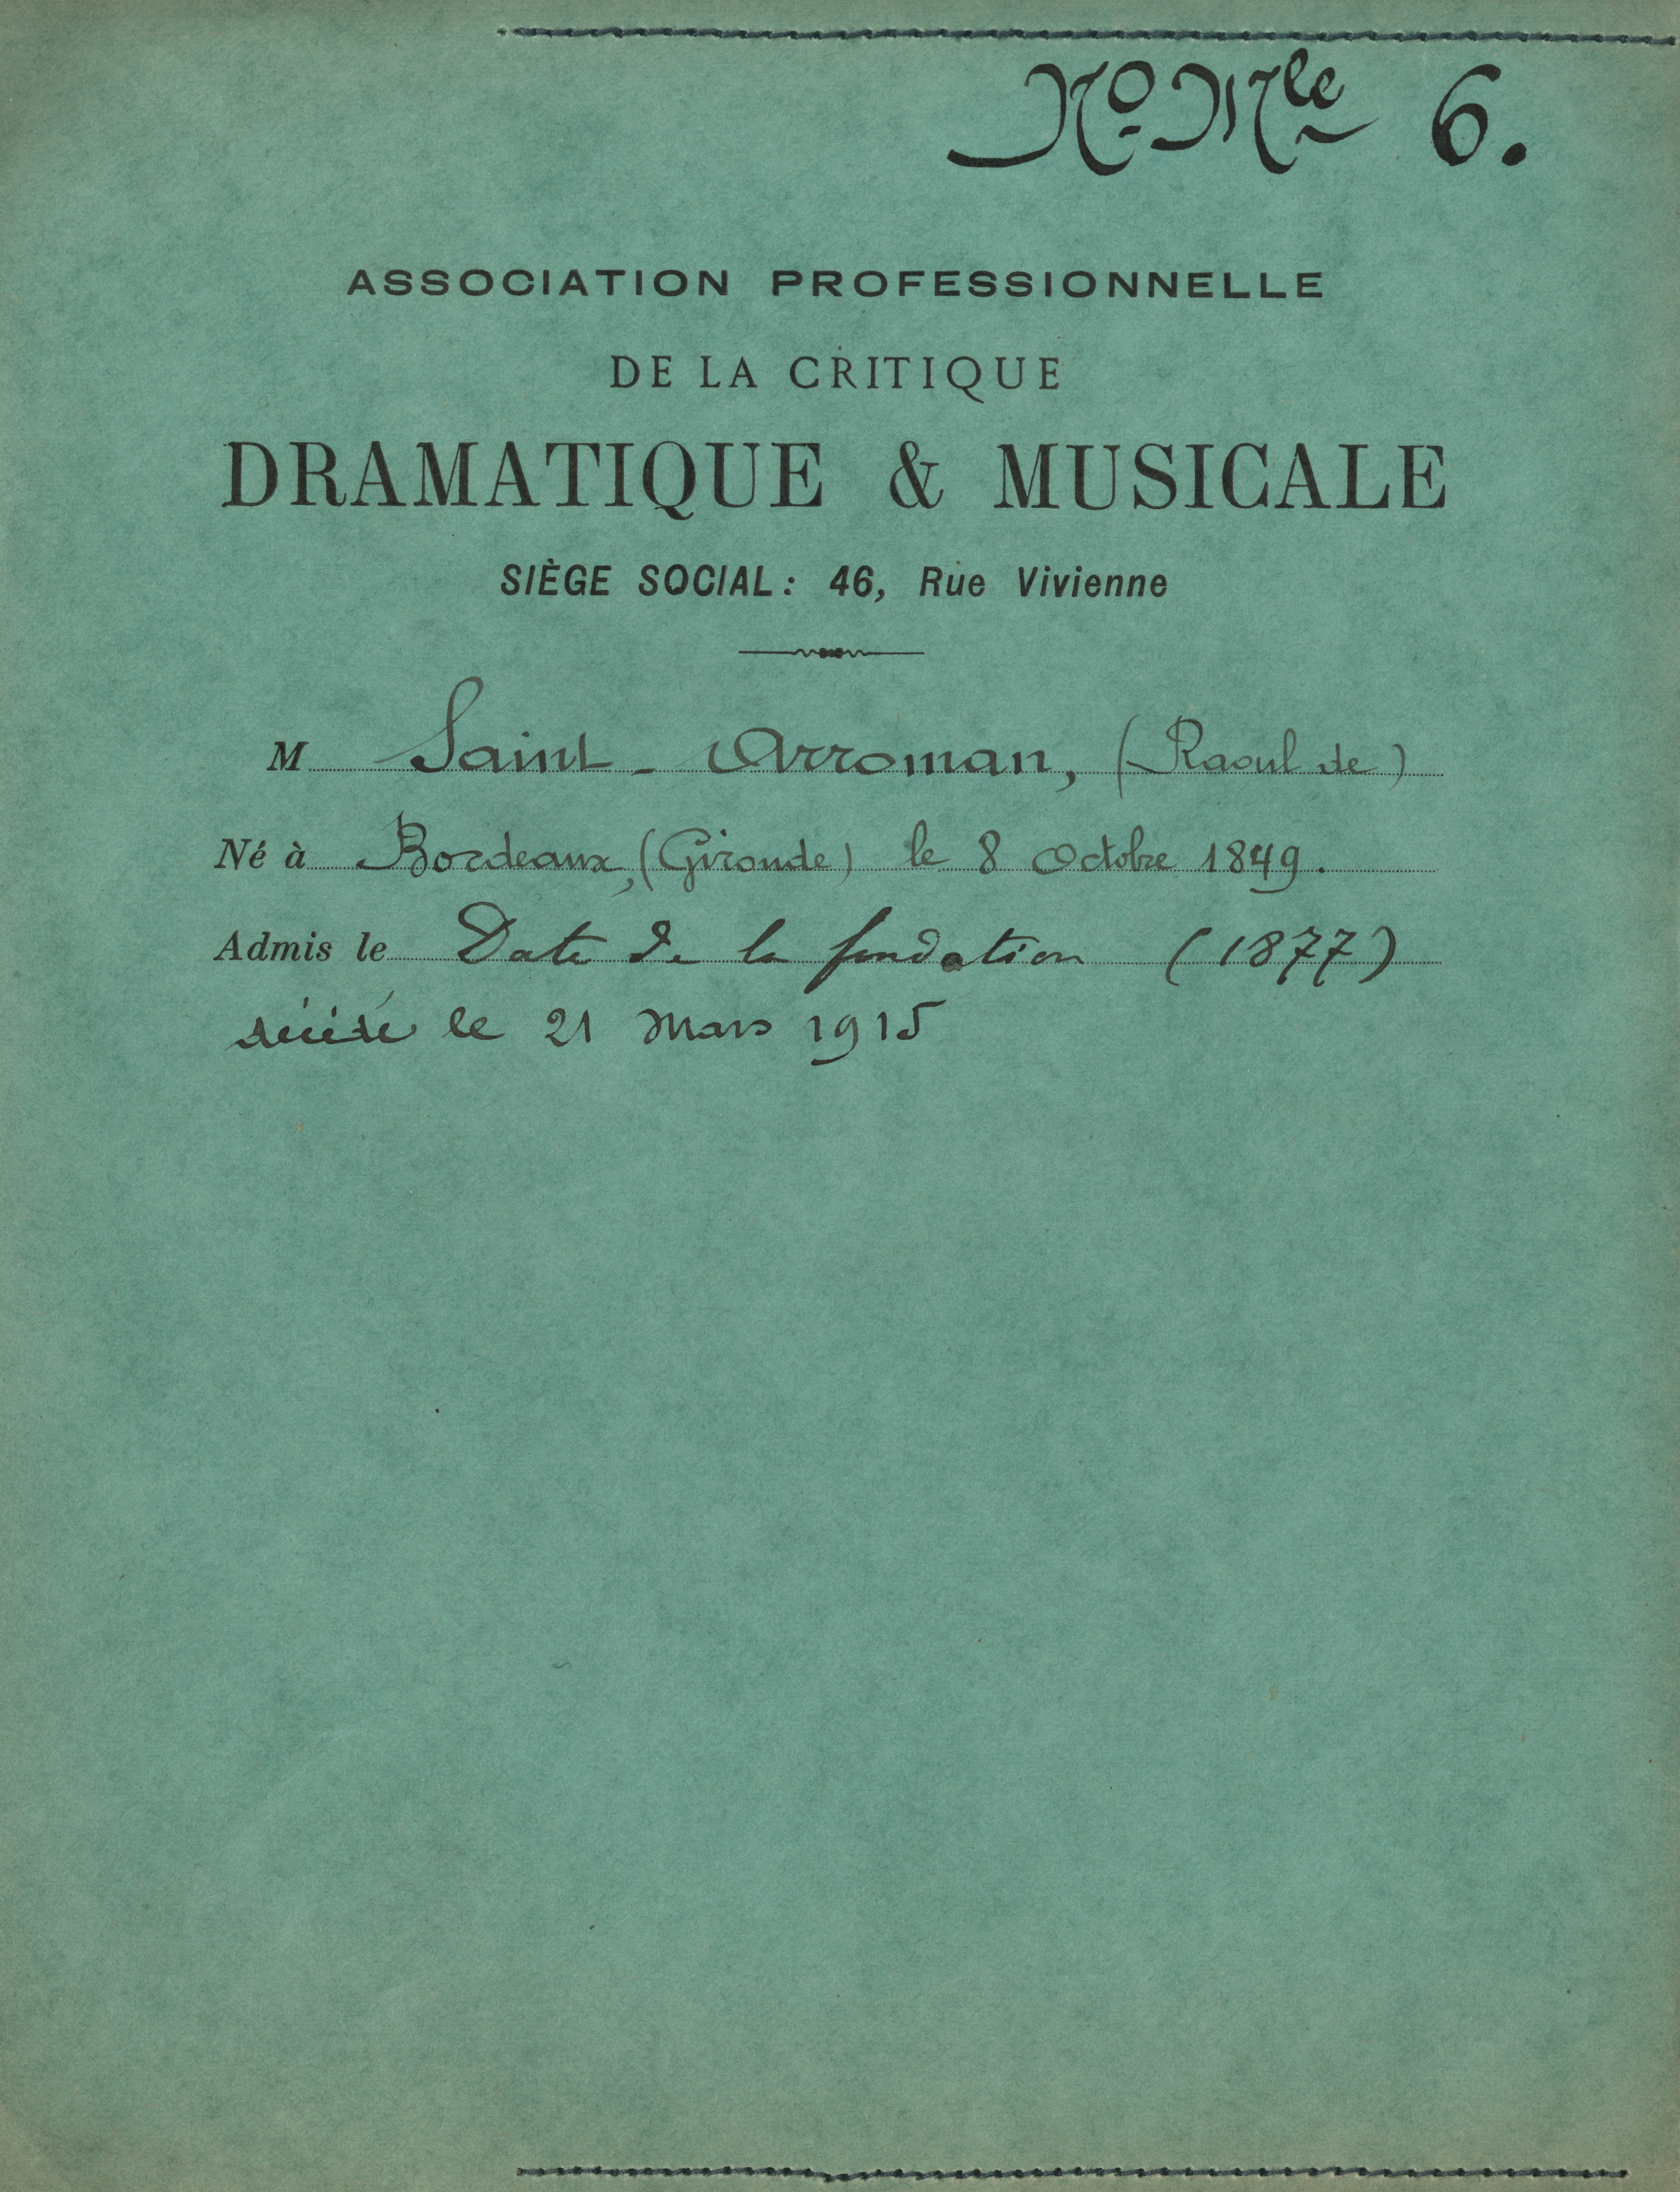 No Mle 6.
ASSOCIATION PROFESSIONNELLE
DE LA CRITIQUE
DRAMATIQUE & MUSICALE
SIÈGE SOCIAL: 46, Rue Vivienne
M Saint-Arroman, (Raoul de)
Né à Bordeaux, (Gironde) le 8 Octobre 1849.
Admis le Date de la fondation (1877)
décédé le 21 Mars 1915